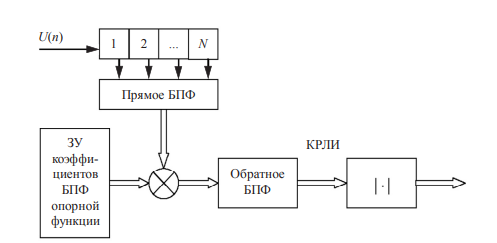 U(n)
1 2 ... N
Прямое БПФ
ЗУ
коэффи-
циентов
БПФ
опорной
функции
Обратное
БПФ
КРЛИ
|·|